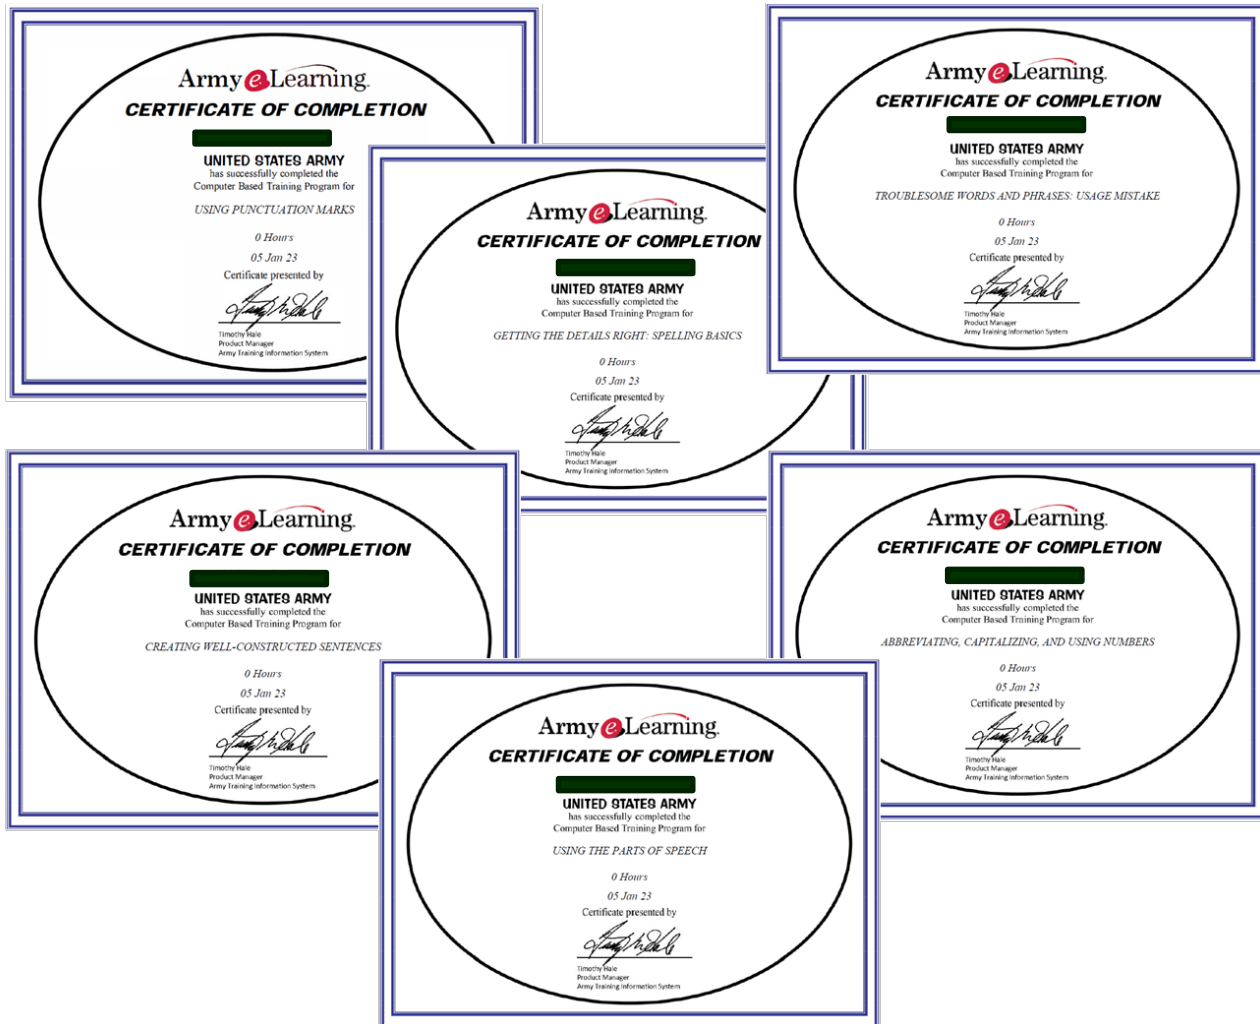 Army e Learning.
CERTIFICATE OF COMPLETION
UNITED STATES ARMY
has successfully completed the
Computer Based Training Program for
USING PUNCTUATION MARKS
0 Hours
05 Jan 23
Certificate presented by
Timothy Hale
Product Manager
Army Training Information System
Army e Learning.
CERTIFICATE OF COMPLETION
UNITED STATES ARMY
has successfully completed the
Computer Based Training Program for
GETTING THE DETAILS RIGHT: SPELLING BASICS
0 Hours
05 Jan 23
Certificate presented by
Timothy Hale
Product Manager
Army Training Information System
Army e Learning.
CERTIFICATE OF COMPLETION
UNITED STATES ARMY
has successfully completed the
Computer Based Training Program for
TROUBLESOME WORDS AND PHRASES: USAGE MISTAKE
0 Hours
05 Jan 23
Certificate presented by
Timothy Hale
Product Manager
Army Training Information System
Army e Learning.
CERTIFICATE OF COMPLETION
UNITED STATES ARMY
has successfully completed the
Computer Based Training Program for
CREATING WELL-CONSTRUCTED SENTENCES
0 Hours
05 Jan 23
Certificate presented by
Timothy Hale
Product Manager
Army Training Information System
Army e Learning.
CERTIFICATE OF COMPLETION
UNITED STATES ARMY
has successfully completed the
Computer Based Training Program for
USING THE PARTS OF SPEECH
0 Hours
05 Jan 23
Certificate presented by
Timothy Hale
Product Manager
Army Training Information System
Army e Learning.
CERTIFICATE OF COMPLETION
UNITED STATES ARMY
has successfully completed the
Computer Based Training Program for
ABBREVIATING, CAPITALIZING, AND USING NUMBERS
0 Hours
05 Jan 23
Certificate presented by
Timothy Hale
Product Manager
Army Training Information System